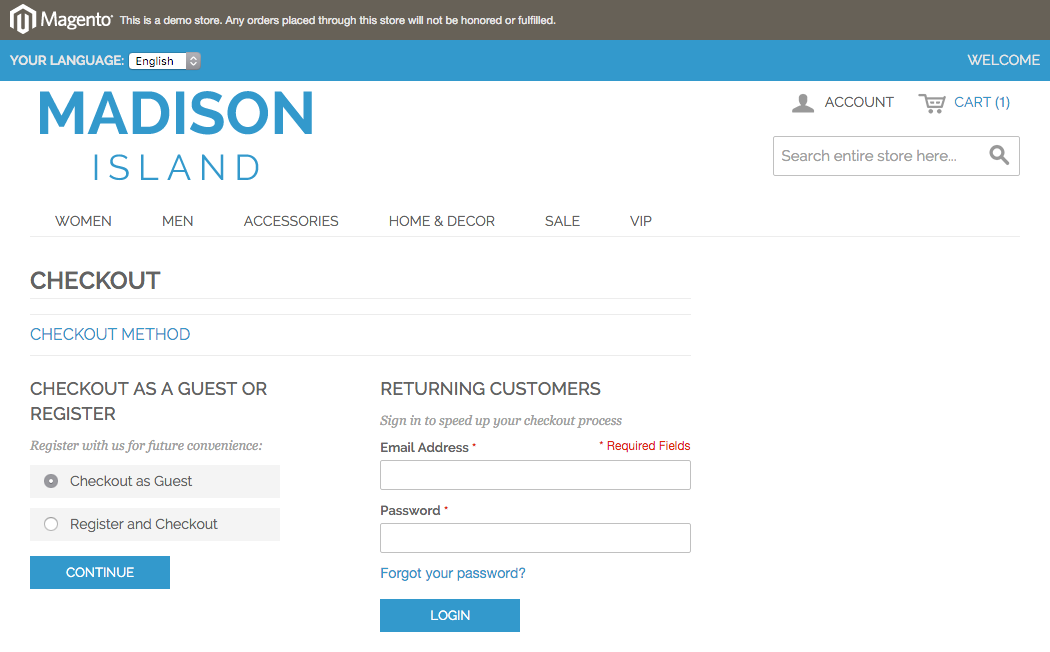 Magento® This is a demo store. Any orders placed through this store will not be honored or fulfilled.
YOUR LANGUAGE: English WELCOME
MADISON
ISLAND
ACCOUNT CART (1)
Search entire store here...
WOMEN MEN ACCESSORIES HOME & DECOR SALE VIP
CHECKOUT
CHECKOUT METHOD
CHECKOUT AS A GUEST OR
REGISTER
Register with us for future convenience:
Checkout as Guest
Register and Checkout
CONTINUE
RETURNING CUSTOMERS
Sign in to speed up your checkout process
Email Address * * Required Fields
Password *
Forgot your password?
LOGIN